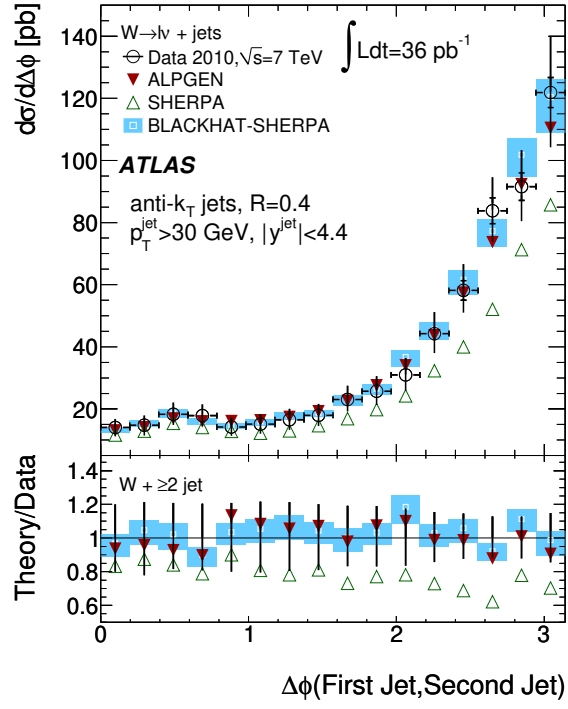 dσ/dΔϕ [pb]
140
120
100
80
60
40
20
W→lν + jets
Data 2010,√s=7 TeV
ALPGEN
SHERPA
BLACKHAT-SHERPA
∫Ldt=36 pb⁻¹
ATLAS
anti-k_T jets, R=0.4
p_T^jet>30 GeV, |y^jet|<4.4
Theory/Data
1.4
1.2
1
0.8
0.6
W + ≥2 jet
0 1 2 3
Δϕ(First Jet,Second Jet)